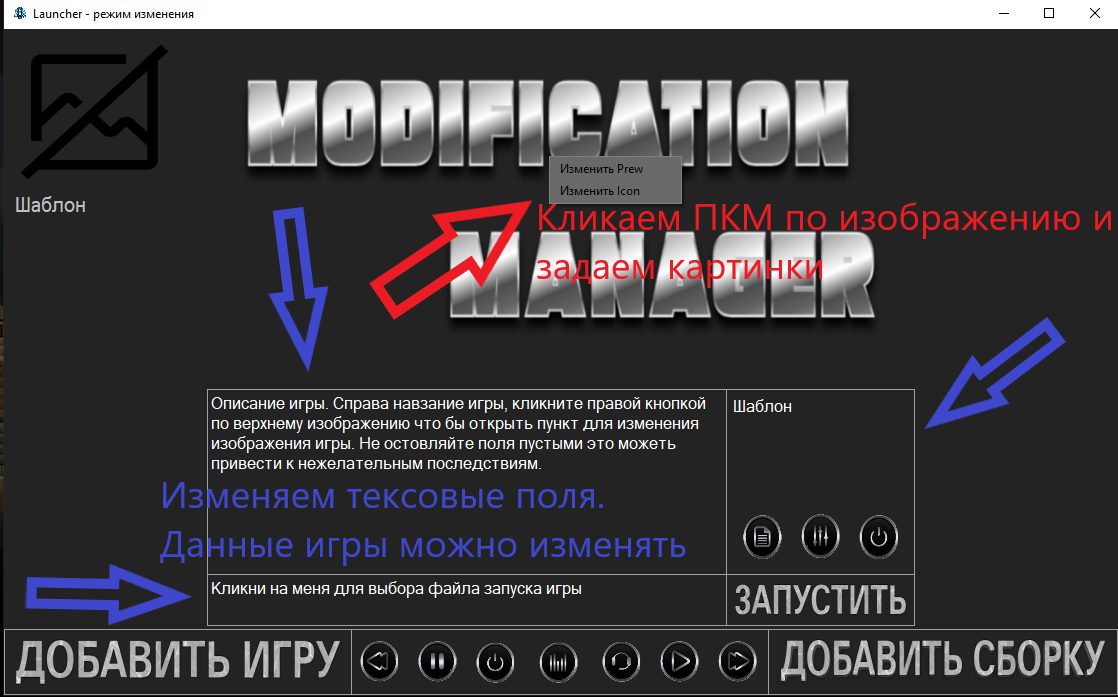 Launcher - режим изменения
MODIFICATION
Изменить Prew
Изменить Icon
Шаблон
Кликаем ПКМ по изображению и
задаем картинки
MANAGER
Описание игры. Справа навзание игры, кликните правой кнопкой
по верхнему изображению что бы открыть пункт для изменения
изображения игры. Не остовляйте поля пустыми это можеть
привести к нежелательным последствиям.
Шаблон
Изменяем тексовые поля.
Данные игры можно изменять
Кликни на меня для выбора файла запуска игры
ЗАПУСТИТЬ
ДОБАВИТЬ ИГРУ
ДОБАВИТЬ СБОРКУ